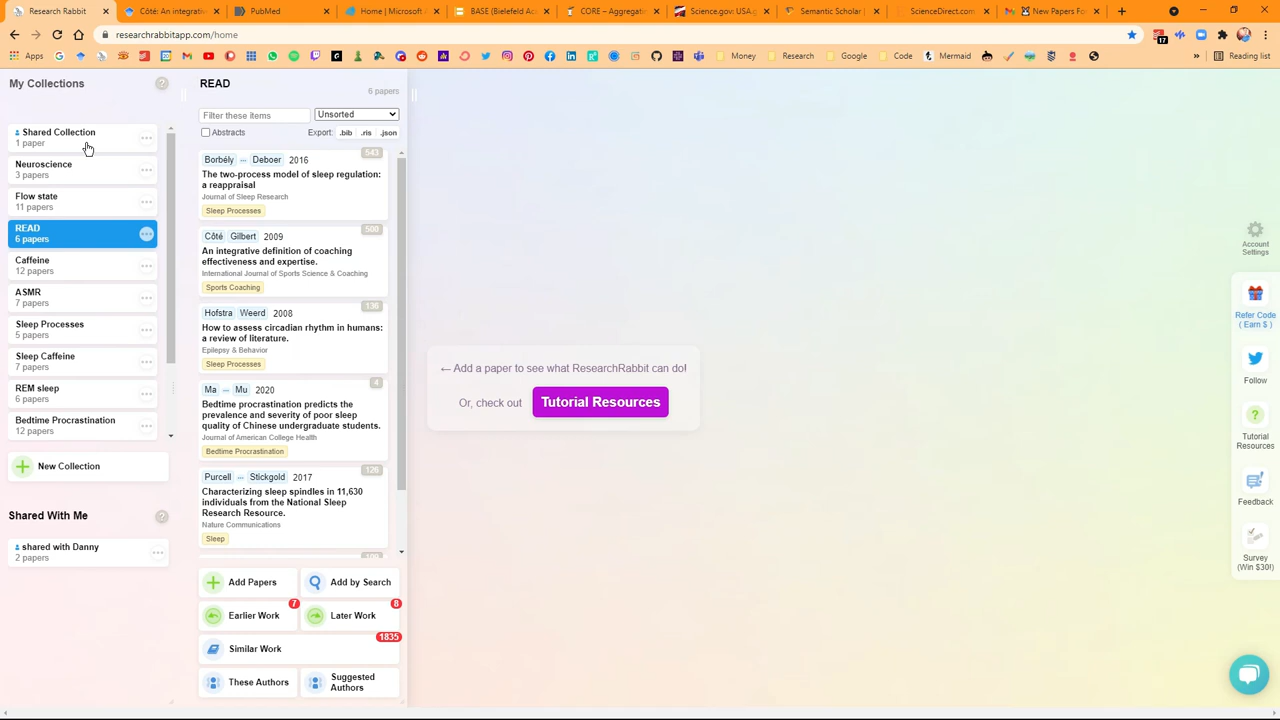 Research Rabbit
Côté: An integrativ
PubMed
Home | Microsoft A
BASE (Bielefeld Aca
CORE – Aggregatio
Science.gov: USA.g
Semantic Scholar |
ScienceDirect.com
New Papers Fo
researchrabbitapp.com/home
17
Apps
Money
Research
Google
Code
Mermaid
»
Reading list
My Collections
?
Shared Collection
1 paper
Neuroscience
3 papers
Flow state
11 papers
READ
6 papers
Caffeine
12 papers
ASMR
7 papers
Sleep Processes
5 papers
Sleep Caffeine
7 papers
REM sleep
6 papers
Bedtime Procrastination
12 papers
New Collection
Shared With Me
?
shared with Danny
2 papers
READ
6 papers
Filter these items
Unsorted
Abstracts
Export: .bib .ris .json
543
Borbély ··· Deboer 2016
The two-process model of sleep regulation:
a reappraisal
Journal of Sleep Research
Sleep Processes
500
Côté Gilbert 2009
An integrative definition of coaching
effectiveness and expertise.
International Journal of Sports Science & Coaching
Sports Coaching
136
Hofstra Weerd 2008
How to assess circadian rhythm in humans:
a review of literature.
Epilepsy & Behavior
Sleep Processes
4
Ma ··· Mu 2020
Bedtime procrastination predicts the
prevalence and severity of poor sleep
quality of Chinese undergraduate students.
Journal of American College Health
Bedtime Procrastination
126
Purcell ··· Stickgold 2017
Characterizing sleep spindles in 11,630
individuals from the National Sleep
Research Resource.
Nature Communications
Sleep
Add Papers
Add by Search
Earlier Work
7
Later Work
8
Similar Work
1835
These Authors
Suggested
Authors
← Add a paper to see what ResearchRabbit can do!
Or, check out
Tutorial Resources
Account
Settings
Refer Code
( Earn $ )
Follow
?
Tutorial
Resources
Feedback
Survey
(Win $30!)